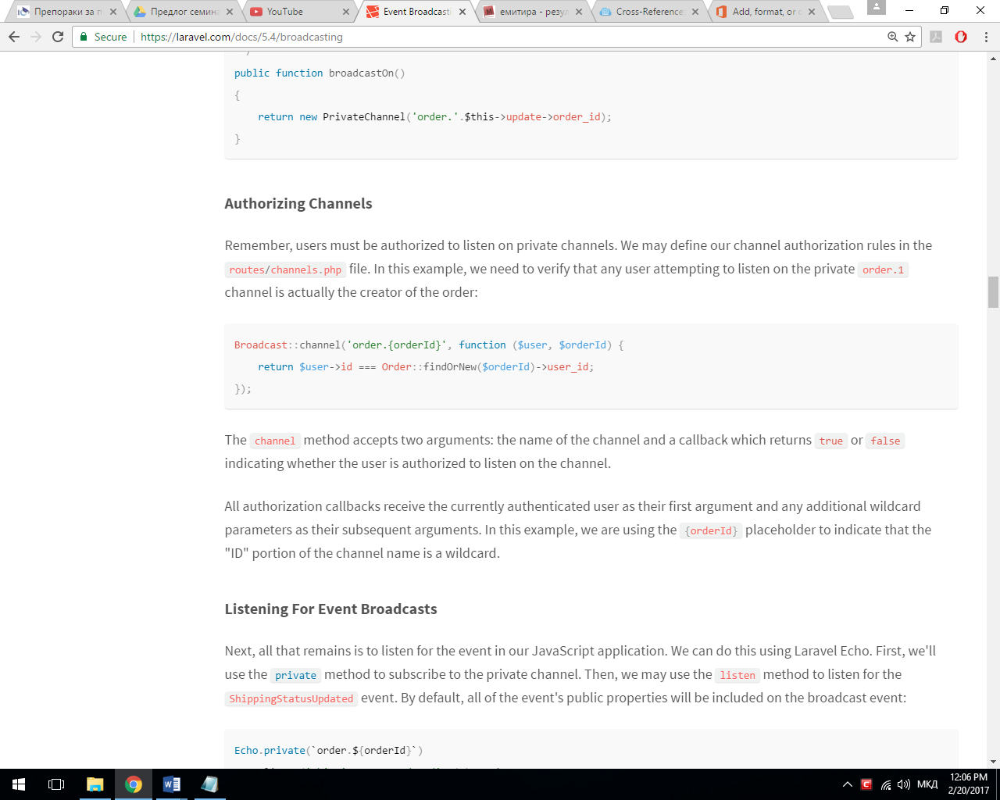 Препораки за п
Предлог семина
YouTube
Event Broadcasti
емитира - резул
Cross-Reference
Add, format, or d
Secure
https://laravel.com/docs/5.4/broadcasting
public function broadcastOn()
{
return new PrivateChannel('order.'.$this->update->order_id);
}
Authorizing Channels
Remember, users must be authorized to listen on private channels. We may define our channel authorization rules in the
routes/channels.php file. In this example, we need to verify that any user attempting to listen on the private order.1
channel is actually the creator of the order:
Broadcast::channel('order.{orderId}', function ($user, $orderId) {
return $user->id === Order::findOrNew($orderId)->user_id;
});
The channel method accepts two arguments: the name of the channel and a callback which returns true or false
indicating whether the user is authorized to listen on the channel.
All authorization callbacks receive the currently authenticated user as their first argument and any additional wildcard
parameters as their subsequent arguments. In this example, we are using the {orderId} placeholder to indicate that the
"ID" portion of the channel name is a wildcard.
Listening For Event Broadcasts
Next, all that remains is to listen for the event in our JavaScript application. We can do this using Laravel Echo. First, we'll
use the private method to subscribe to the private channel. Then, we may use the listen method to listen for the
ShippingStatusUpdated event. By default, all of the event's public properties will be included on the broadcast event:
Echo.private(`order.${orderId}`)
МКД
12:06 PM
2/20/2017